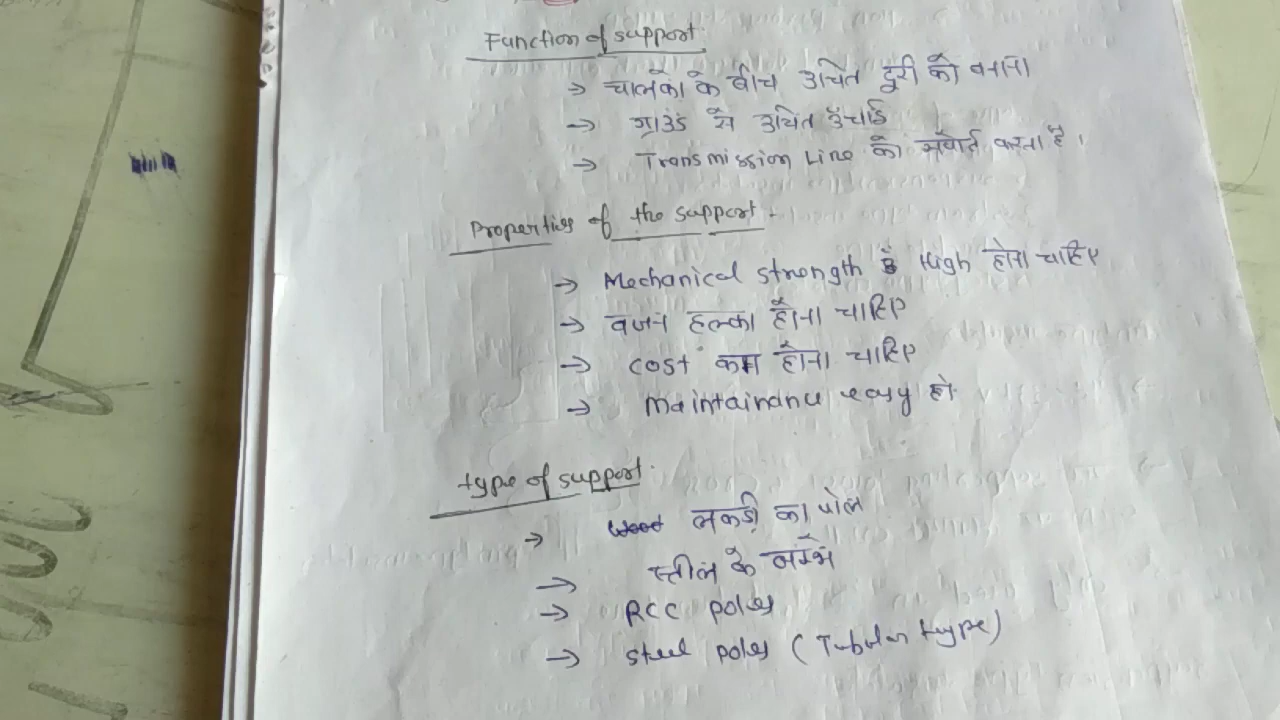 Function of support
→ चालको के बीच उचित दूरी को बनाना
→ ग्राउंड से उचित ऊँचाई
→ Transmission Line को सपोर्ट करता है।
Properties of the support -
→ Mechanical strength High होना चाहिए
→ वजन हल्का होना चाहिए
→ cost कम होना चाहिए
→ Maintainance easy हो
type of support
→ लकडी का पोल
→ स्टील के खम्भे
→ RCC poles
→ steel poles (Tubular type)